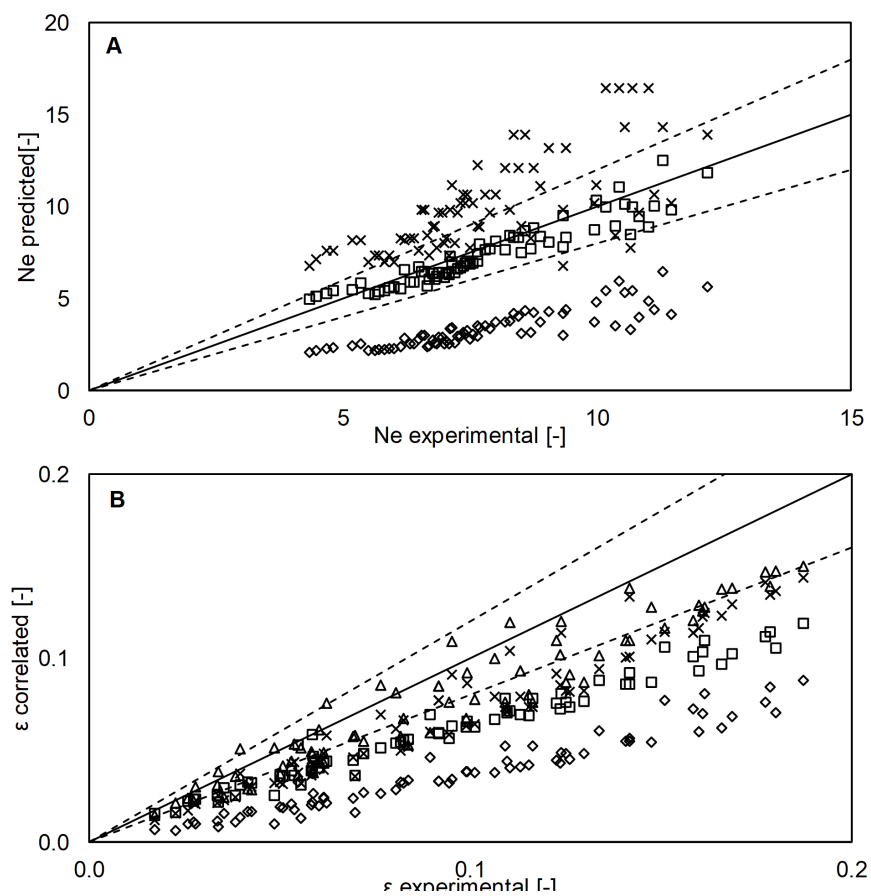 20
A
15
Ne predicted[-]
10
5
0
0 5 10 15
Ne experimental [-]
0.2
B
ε correlated [-]
0.1
0.0
0.0 0.1 0.2
ε experimental [-]